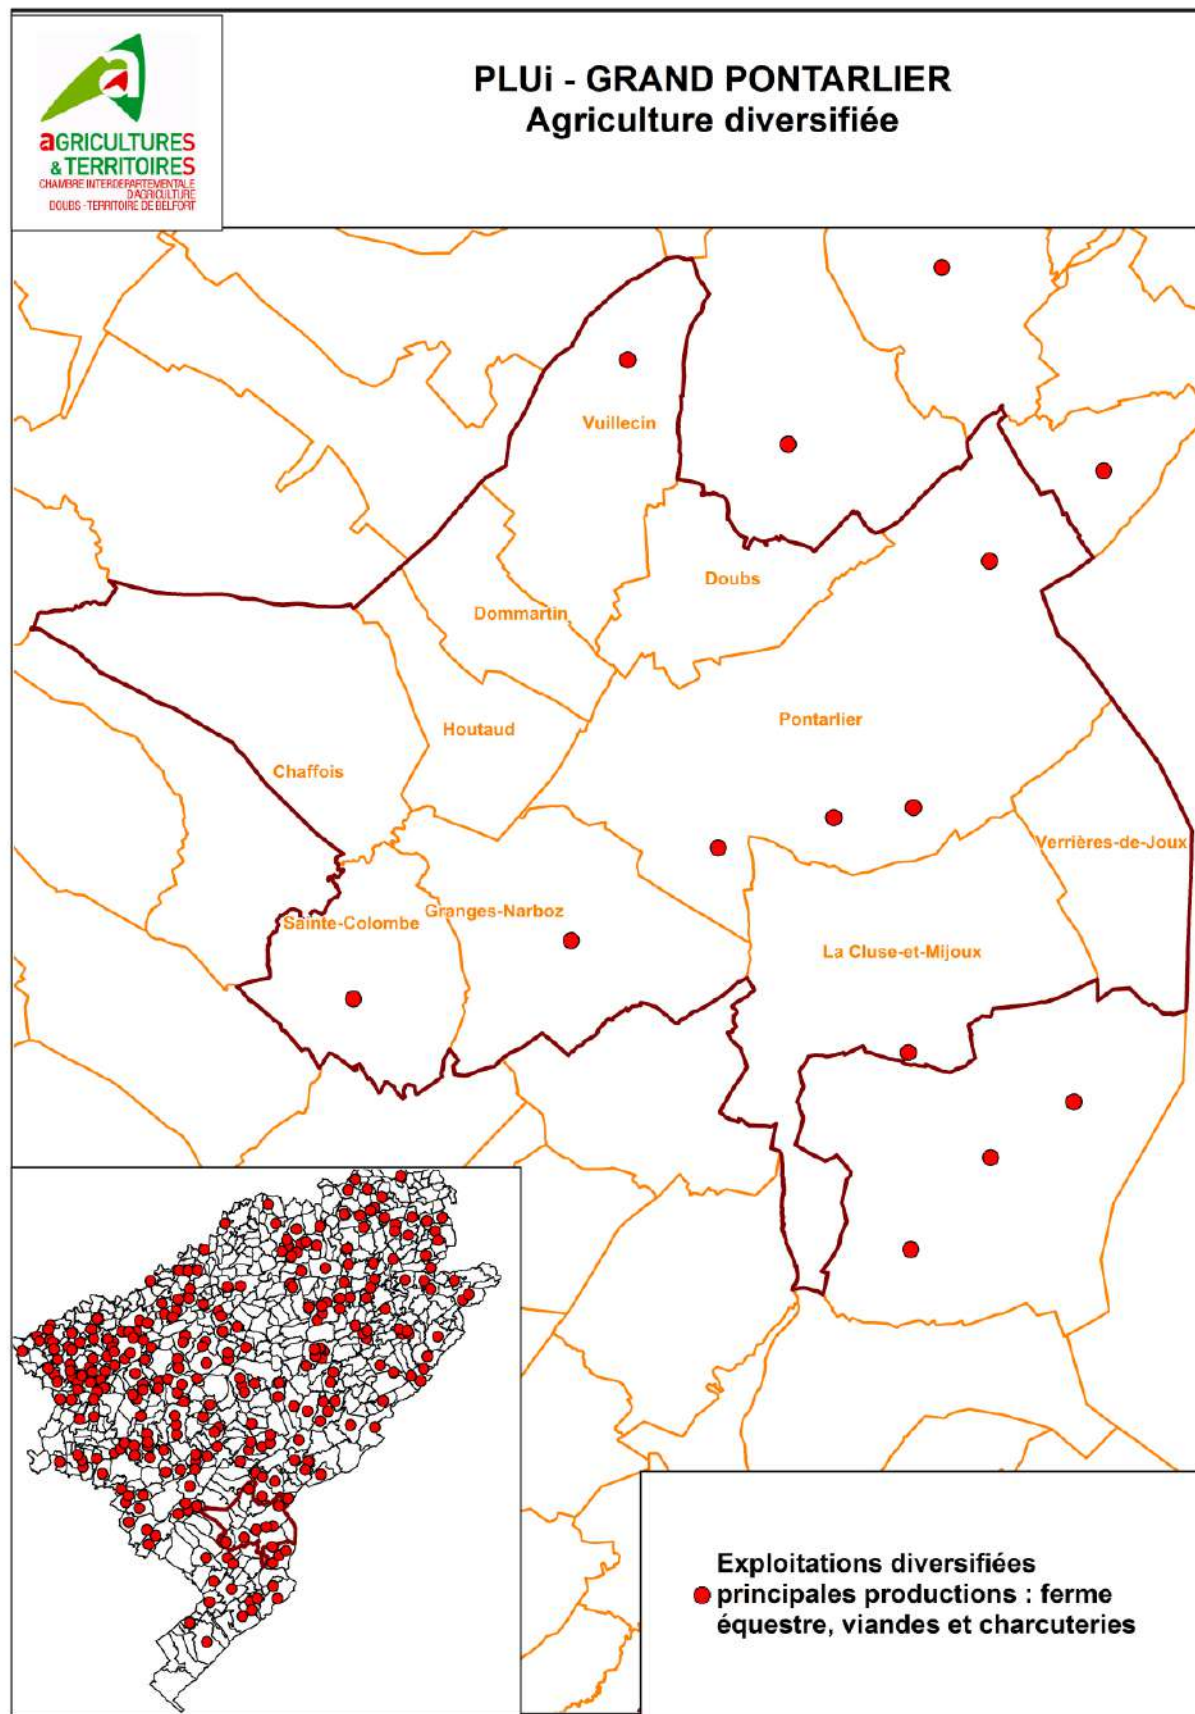 aGRICULTURES
& TERRITOIRES
CHAMBRE INTERDEPARTEMENTALE
D'AGRICULTURE
DOUBS - TERRITOIRE DE BELFORT
PLUi - GRAND PONTARLIER
Agriculture diversifiée
Vuillecin
Doubs
Dommartin
Pontarlier
Houtaud
Chaffois
Verrières-de-Joux
Granges-Narboz
Sainte-Colombe
La Cluse-et-Mijoux
Exploitations diversifiées
principales productions : ferme
équestre, viandes et charcuteries